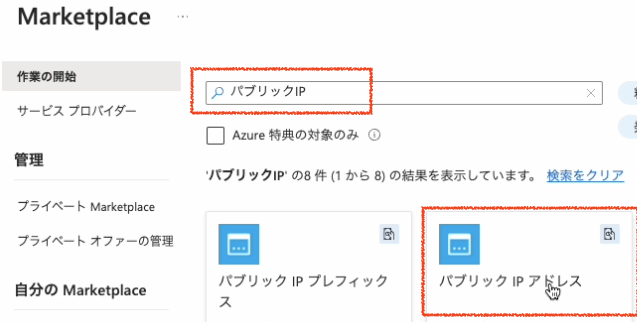 Marketplace ...
作業の開始
サービス プロバイダー
管理
プライベート Marketplace
プライベート オファーの管理
自分の Marketplace
パブリックIP
Azure 特典の対象のみ
'パブリックIP' の8 件 (1 から 8) の結果を表示しています。 検索をクリア
パブリック IP プレフィック
ス
パブリック IP アドレス